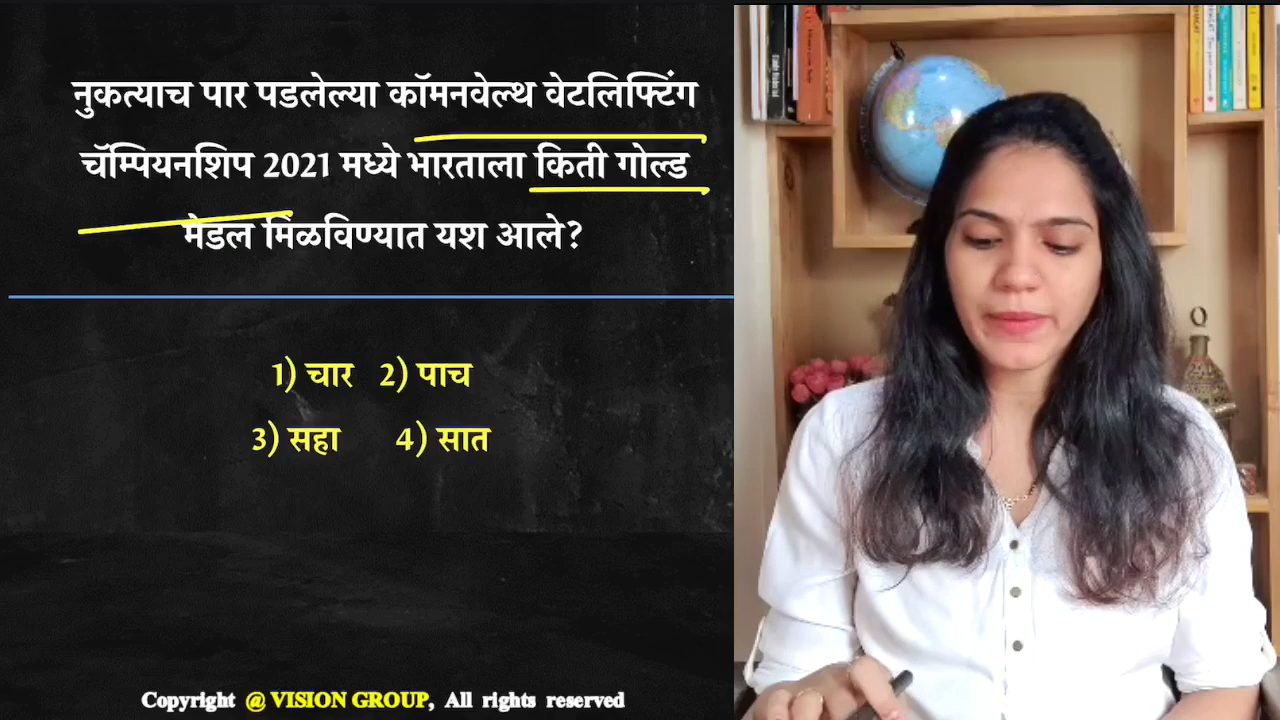 नुकत्याच पार पडलेल्या कॉमनवेल्थ वेटलिफ्टिंग
चॅम्पियनशिप 2021 मध्ये भारताला किती गोल्ड
मेडल मिळविण्यात यश आले?
1) चार 2) पाच
3) सहा 4) सात
Copyright @ VISION GROUP, All rights reserved